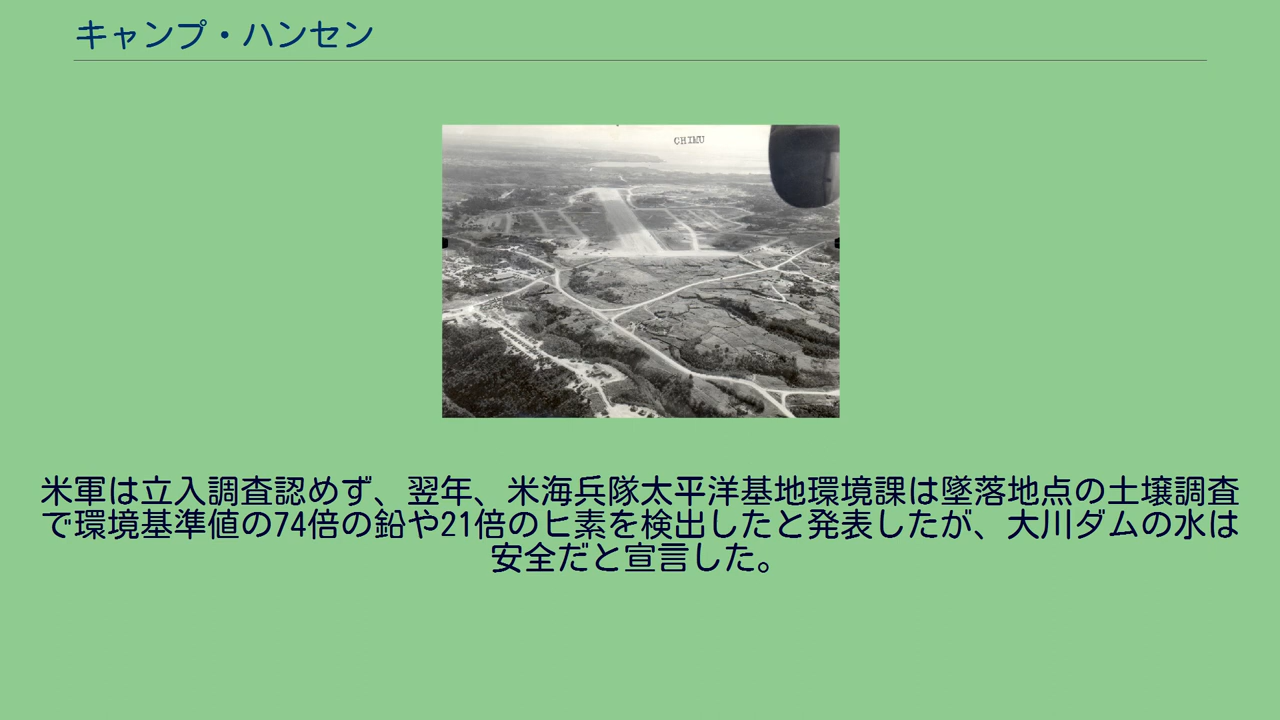 キャンプ・ハンセン
CHIMU
米軍は立入調査認めず、翌年、米海兵隊太平洋基地環境課は墜落地点の土壌調査
で環境基準値の74倍の鉛や21倍のヒ素を検出したと発表したが、大川ダムの水は
安全だと宣言した。